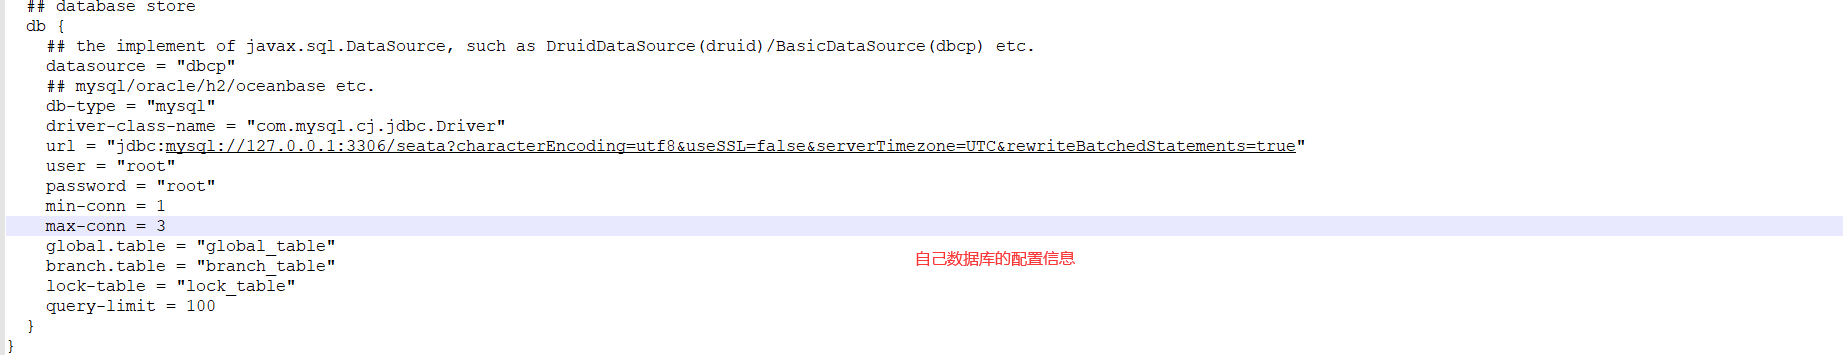 ## database store
db {
## the implement of javax.sql.DataSource, such as DruidDataSource(druid)/BasicDataSource(dbcp) etc.
datasource = "dbcp"
## mysql/oracle/h2/oceanbase etc.
db-type = "mysql"
driver-class-name = "com.mysql.cj.jdbc.Driver"
url = "jdbc:mysql://127.0.0.1:3306/seata?characterEncoding=utf8&useSSL=false&serverTimezone=UTC&rewriteBatchedStatements=true"
user = "root"
password = "root"
min-conn = 1
max-conn = 3
global.table = "global_table"
自己数据库的配置信息
branch.table = "branch_table"
lock-table = "lock_table"
query-limit = 100
}
}